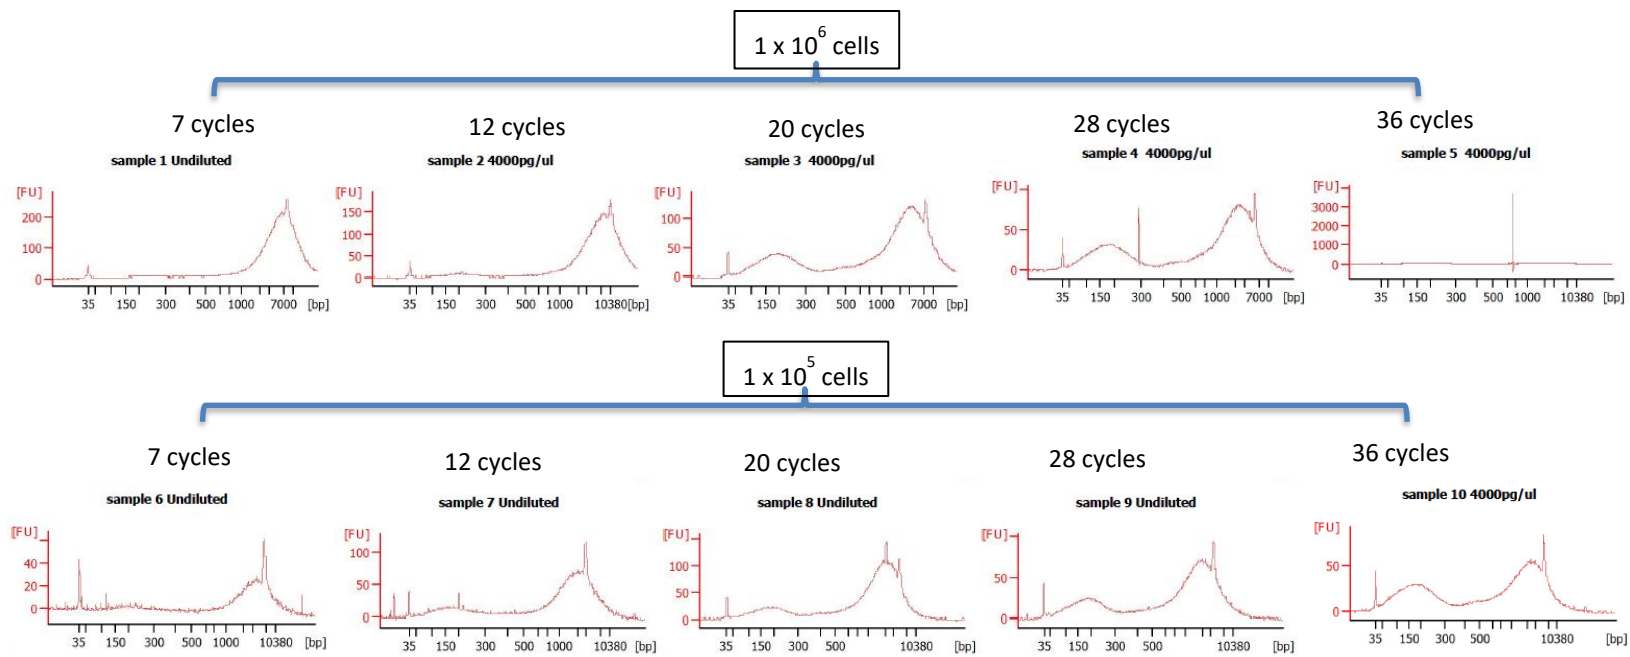 1 x 10^6 cells
7 cycles 12 cycles 20 cycles 28 cycles 36 cycles
sample 1 Undiluted sample 2 4000pg/ul sample 3 4000pg/ul sample 4 4000pg/ul sample 5 4000pg/ul
[FU] [FU] [FU] [FU] [FU]
200 100 0
150 100 50 0
100 50 0
50 0
3000 2000 1000 0
35 150 300 500 1000 7000 [bp]
35 150 300 500 1000 10380 [bp]
35 150 300 500 1000 7000 [bp]
35 150 300 500 1000 7000 [bp]
35 150 300 500 1000 10380 [bp]
1 x 10^5 cells
7 cycles 12 cycles 20 cycles 28 cycles 36 cycles
sample 6 Undiluted sample 7 Undiluted sample 8 Undiluted sample 9 Undiluted sample 10 4000pg/ul
[FU] [FU] [FU] [FU] [FU]
40 20 0
100 50 0
100 50 0
50 0
50 0
35 150 300 500 1000 10380 [bp]
35 150 300 500 1000 10380 [bp]
35 150 300 500 10380 [bp]
35 150 300 500 10380 [bp]
35 150 300 500 10380 [bp]